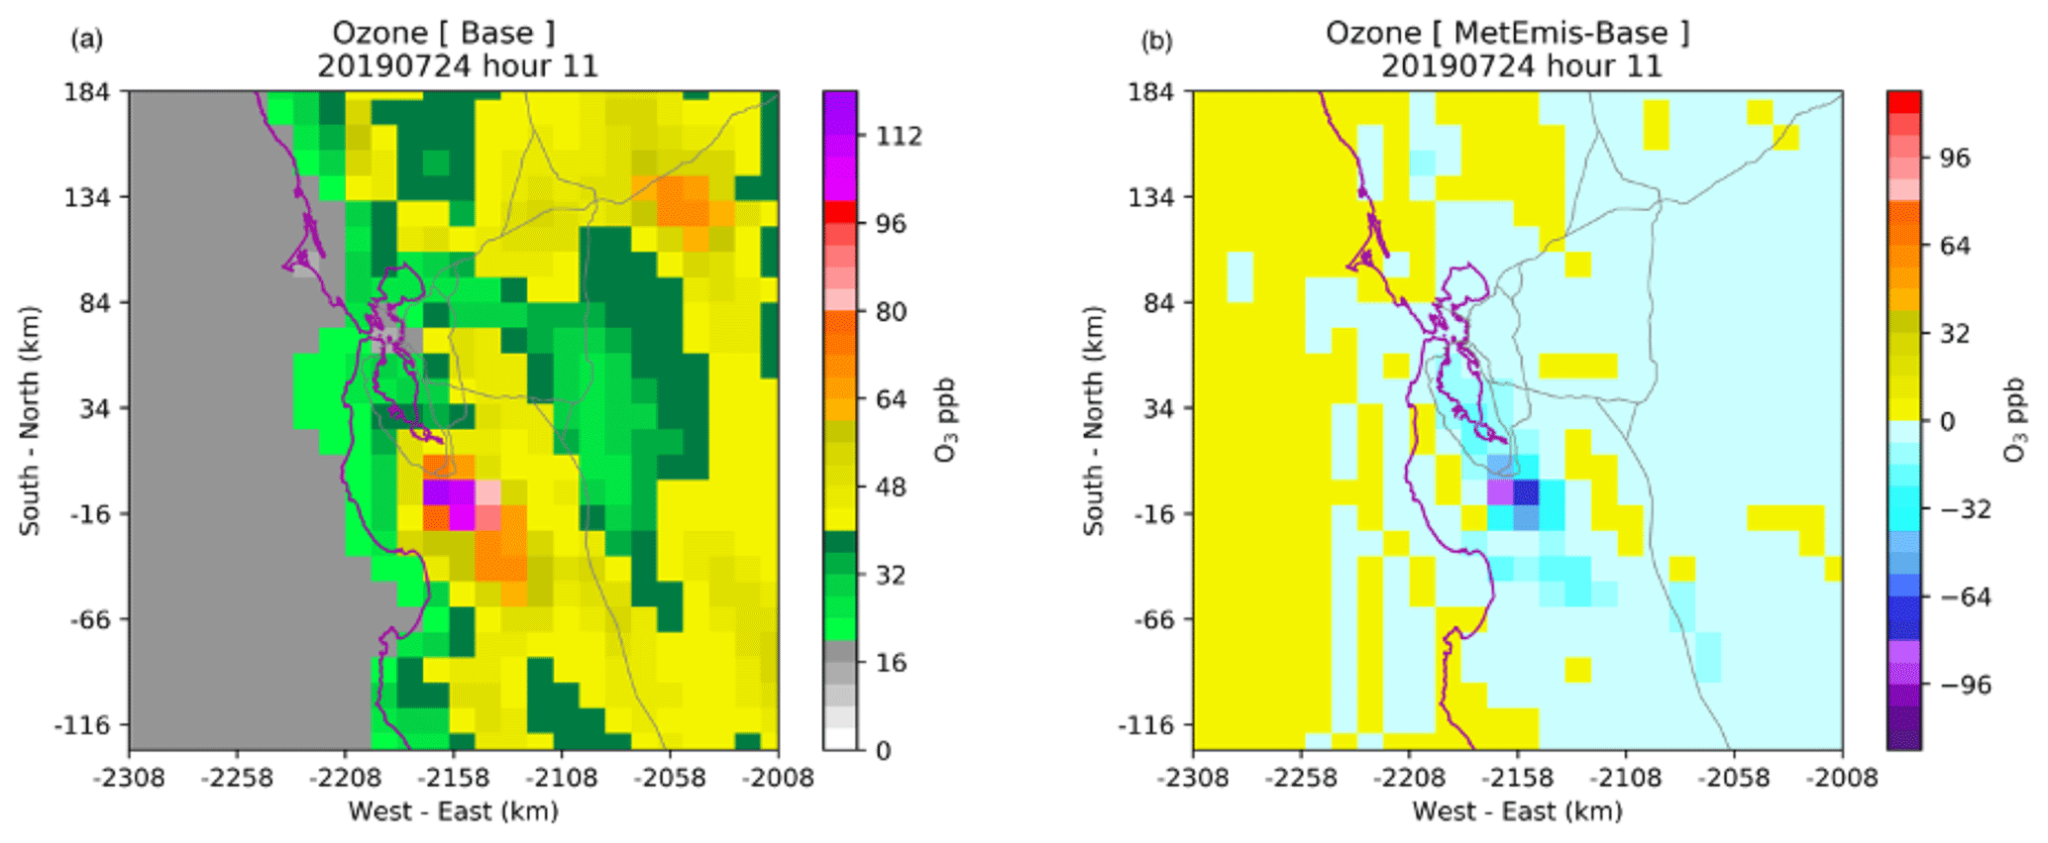 (a)
Ozone [ Base ]
20190724 hour 11
184
134
84
34
-16
-66
-116
South - North (km)
-2308 -2258 -2208 -2158 -2108 -2058 -2008
West - East (km)
112
96
80
64
48
32
16
0
O₃ ppb
(b)
Ozone [ MetEmis-Base ]
20190724 hour 11
184
134
84
34
-16
-66
-116
South - North (km)
-2308 -2258 -2208 -2158 -2108 -2058 -2008
West - East (km)
96
64
32
0
−32
−64
−96
O₃ ppb